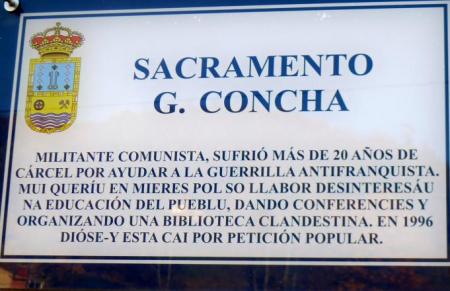 SACRAMENTO
G. CONCHA
MILITANTE COMUNISTA, SUFRIÓ MÁS DE 20 AÑOS DE
CÁRCEL POR AYUDAR A LA GUERRILLA ANTIFRANQUISTA.
MUI QUERÍU EN MIERES POL SO LLABOR DESINTERESÁU
NA EDUCACIÓN DEL PUEBLU, DANDO CONFERENCIES Y
ORGANIZANDO UNA BIBLIOTECA CLANDESTINA. EN 1996
DIÓSE-Y ESTA CAI POR PETICIÓN POPULAR.